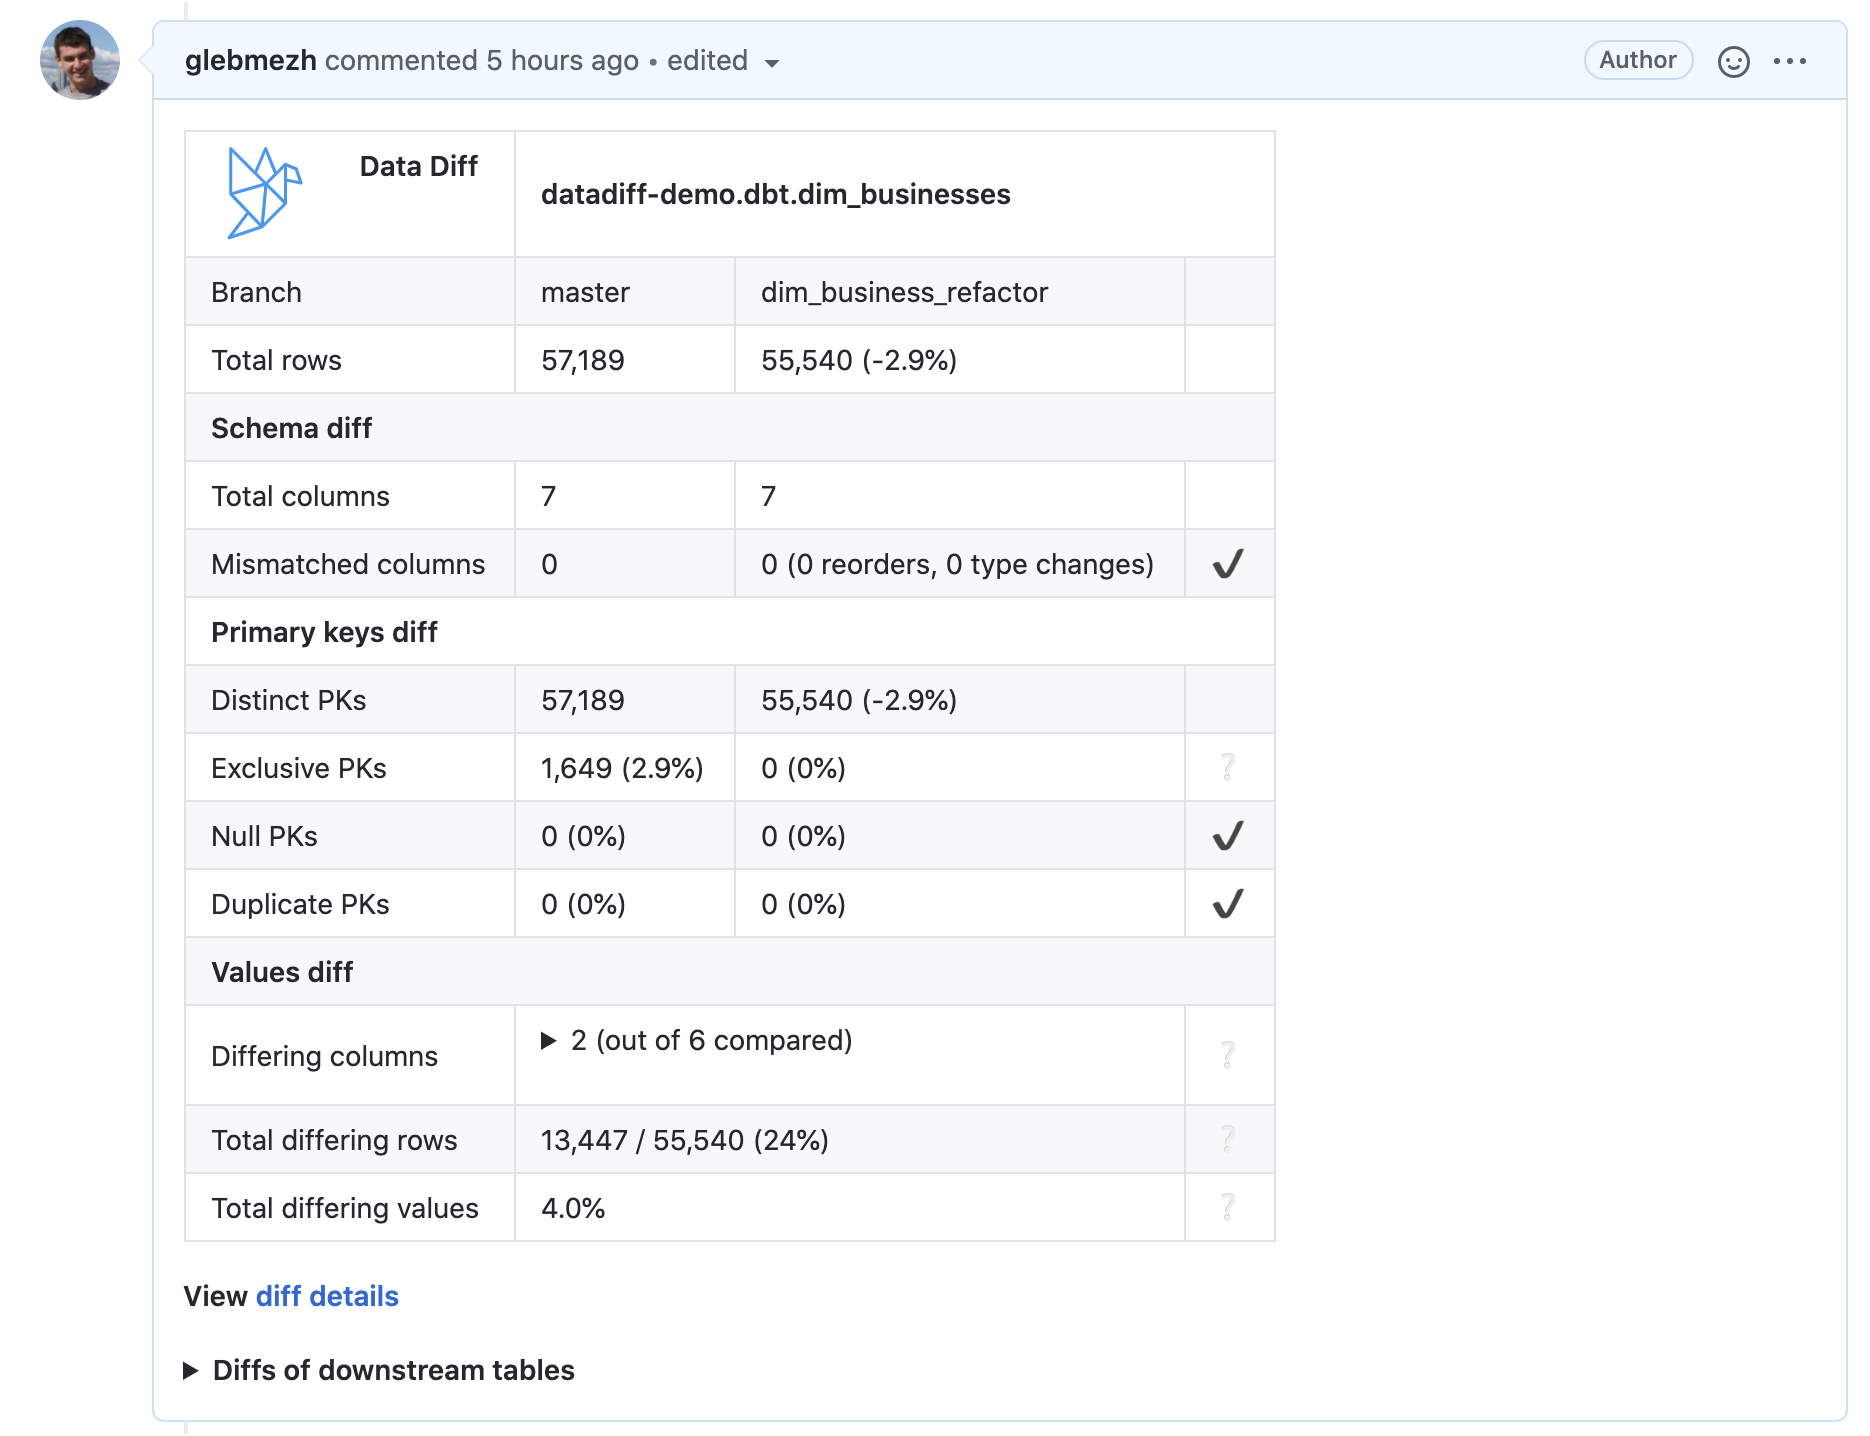 glebmezh commented 5 hours ago • edited
Author
Data Diff
datadiff-demo.dbt.dim_businesses
Branch master dim_business_refactor
Total rows 57,189 55,540 (-2.9%)
Schema diff
Total columns 7 7
Mismatched columns 0 0 (0 reorders, 0 type changes) ✔
Primary keys diff
Distinct PKs 57,189 55,540 (-2.9%)
Exclusive PKs 1,649 (2.9%) 0 (0%) ❔
Null PKs 0 (0%) 0 (0%) ✔
Duplicate PKs 0 (0%) 0 (0%) ✔
Values diff
Differing columns ▶ 2 (out of 6 compared) ❔
Total differing rows 13,447 / 55,540 (24%) ❔
Total differing values 4.0% ❔
View diff details
▶ Diffs of downstream tables